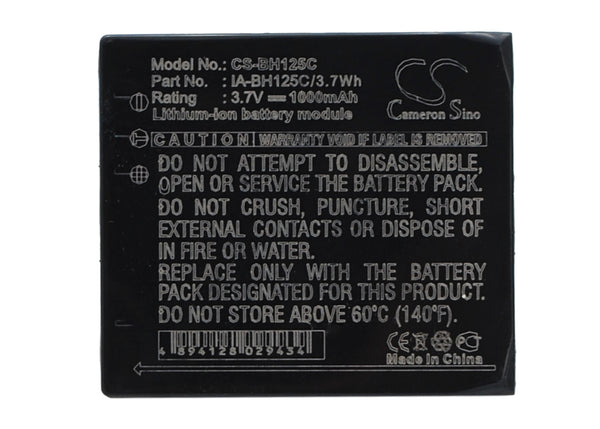 Model No.: CS-BH125C
Part No.: IA-BH125C/3.7Wh
Rating : 3.7V 1000mAh
Lithium-ion battery module
CS
Cameron Sino
WARRANTY VOID IF LABEL IS REMOVED
DO NOT ATTEMPT TO DISASSEMBLE,
OPEN OR SERVICE THE BATTERY PACK.
DO NOT CRUSH, PUNCTURE, SHORT
EXTERNAL CONTACTS OR DISPOSE OF
IN FIRE OR WATER.
REPLACE ONLY WITH THE BATTERY
PACK DESIGNATED FOR THIS PRODUCT.
DO NOT STORE ABOVE 60°C (140°F).
4 894128 029434
CE
Made In China